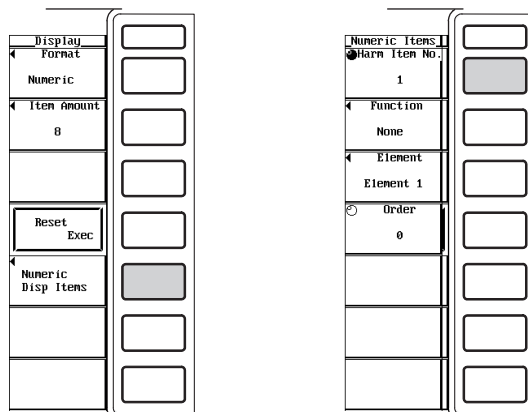 Display
Format
Numeric
Item Amount
8
Reset
Exec
Numeric
Disp Items
Numeric Items
Harm Item No.
1
Function
None
Element
Element 1
Order
0